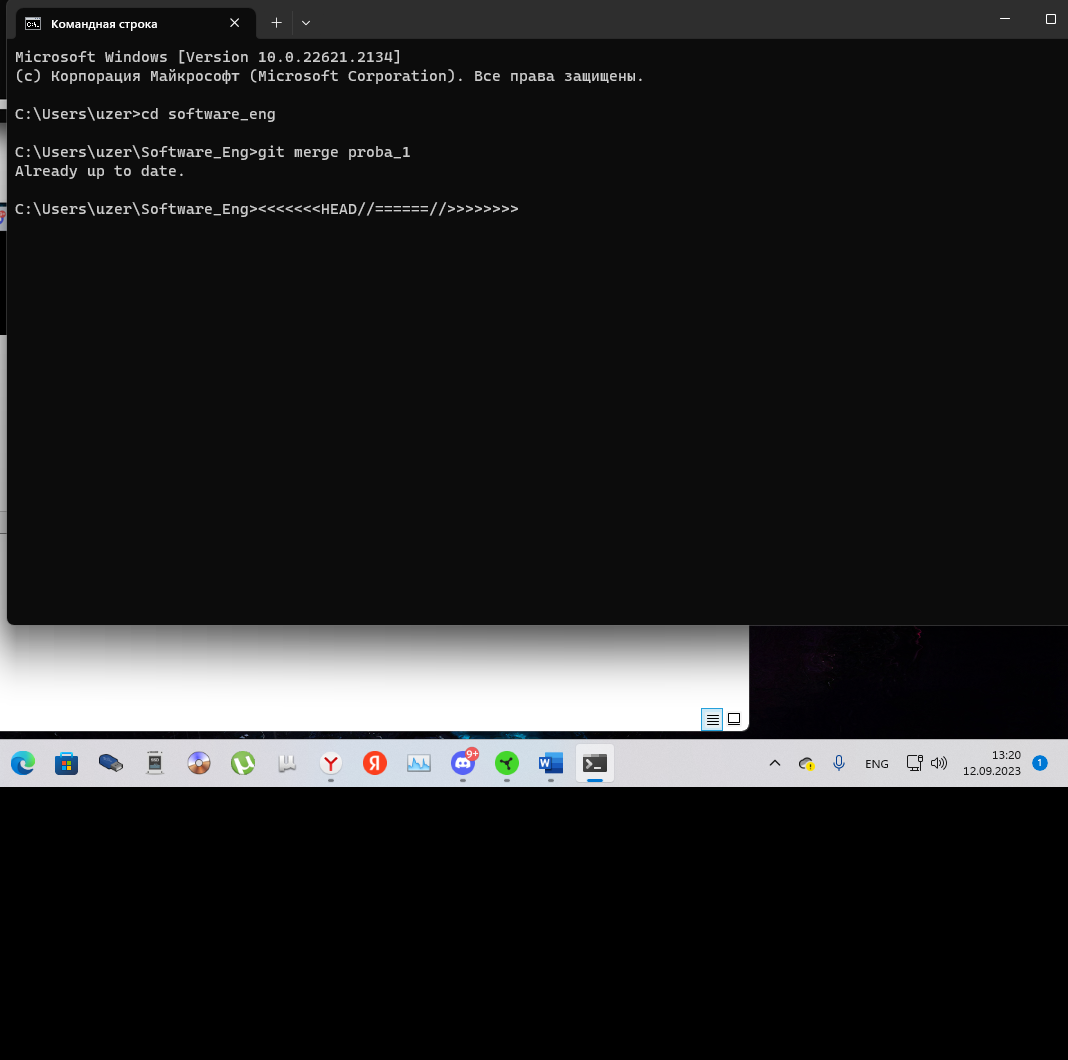 Командная строка
Microsoft Windows [Version 10.0.22621.2134]
(c) Корпорация Майкрософт (Microsoft Corporation). Все права защищены.
C:\Users\uzer>cd software_eng
C:\Users\uzer\Software_Eng>git merge proba_1
Already up to date.
C:\Users\uzer\Software_Eng><<<<<<<HEAD//======//>>>>>>>>
9+
ENG
13:20
12.09.2023
1